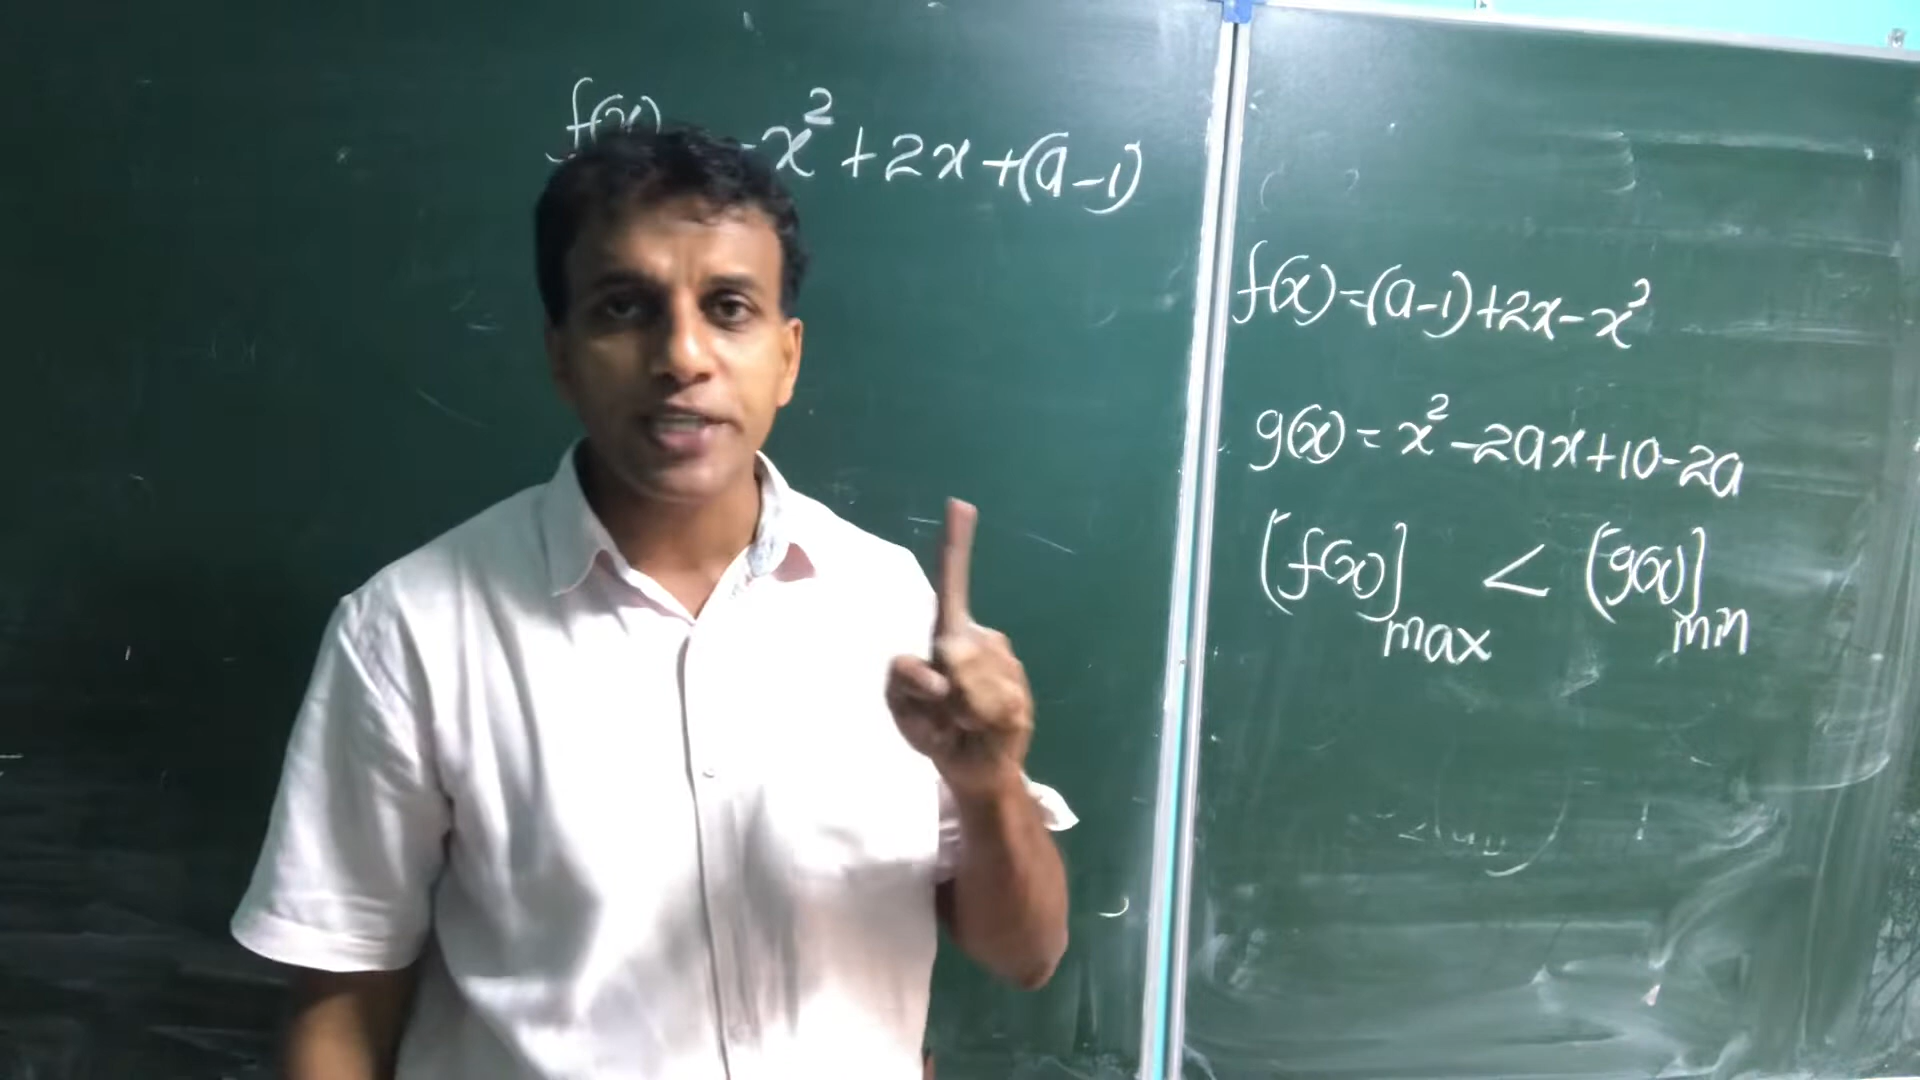 f(x) -x² + 2x + (a-1)
f(x) = (a-1) + 2x - x²
g(x) = x² - 2ax + 10 - 2a
[f(x)]max < [g(x)]min